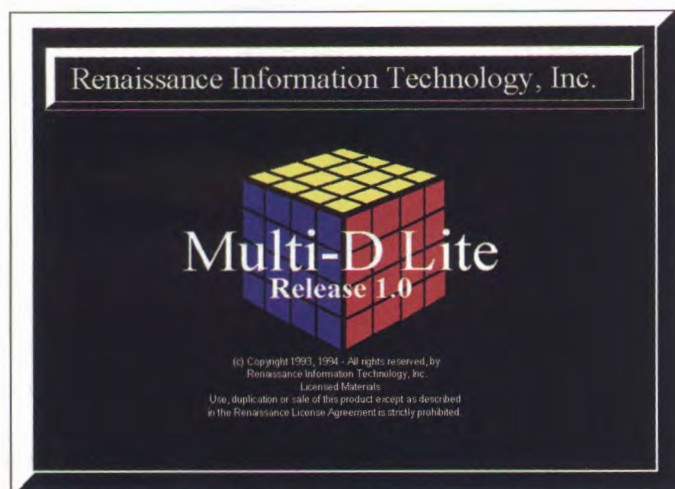 Renaissance Information Technology, Inc.
Multi-D Lite
Release 1.0
(c) Copyright 1993, 1994 - All rights reserved, by
Renaissance Information Technology, Inc.
Licensed Materials
Use, duplication or sale of this product except as described
in the Renaissance License Agreement is strictly prohibited.